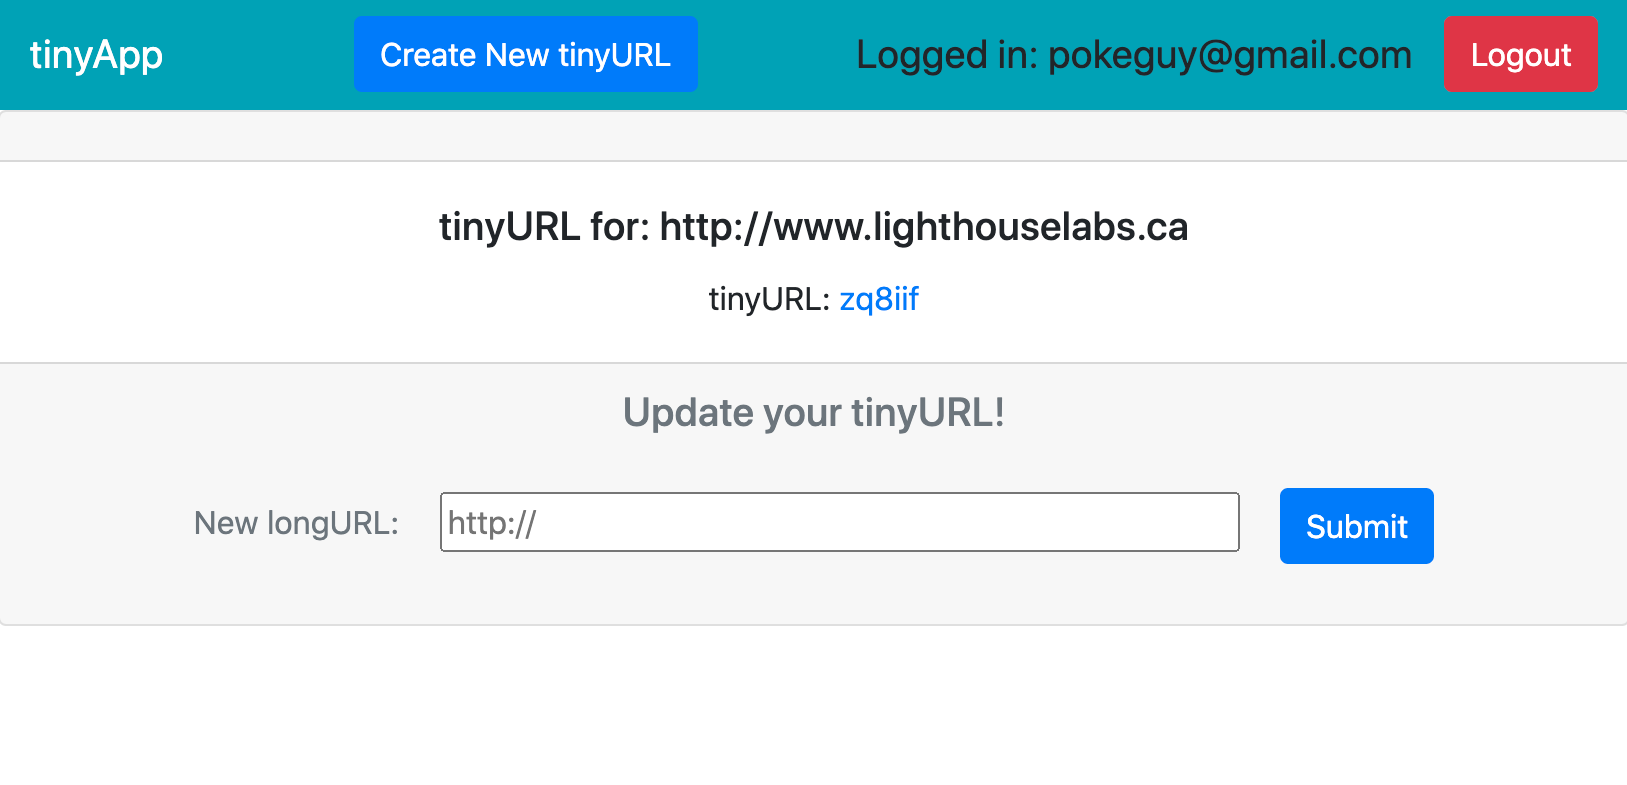 tinyApp Create New tinyURL Logged in: pokeguy@gmail.com Logout
tinyURL for: http://www.lighthouselabs.ca
tinyURL: zq8iif
Update your tinyURL!
New longURL: http:// Submit